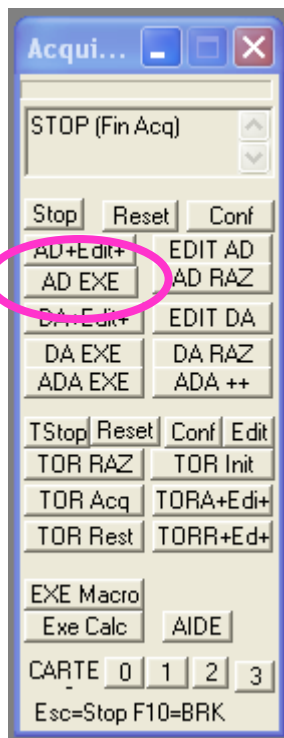 Acqui...
STOP (Fin Acq)
Stop Reset Conf
AD+Edit+ EDIT AD
AD EXE AD RAZ
DA+Edit+ EDIT DA
DA EXE DA RAZ
ADA EXE ADA ++
TStop Reset Conf Edit
TOR RAZ TOR Init
TOR Acq TORA+Edi+
TOR Rest TORR+Ed+
EXE Macro
Exe Calc AIDE
CARTE 0 1 2 3
Esc=Stop F10=BRK